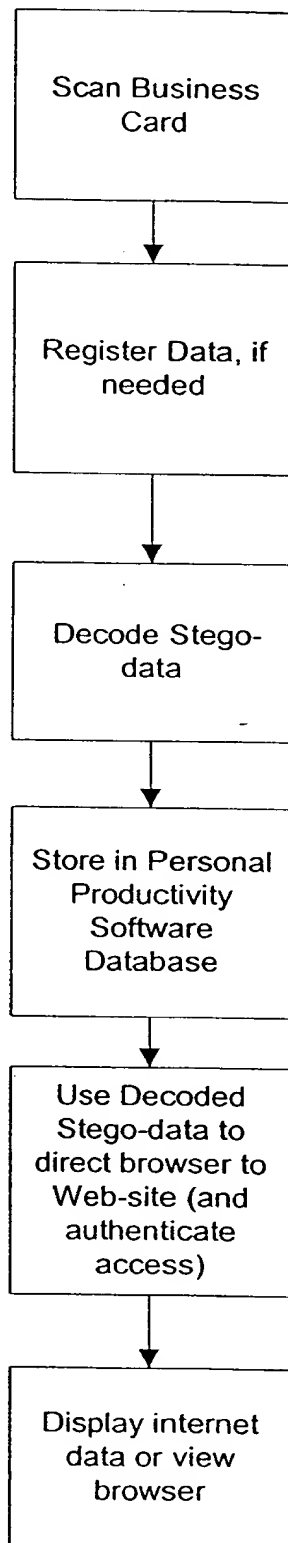 Scan Business
Card
Register Data, if
needed
Decode Stego-
data
Store in Personal
Productivity
Software
Database
Use Decoded
Stego-data to
direct browser to
Web-site (and
authenticate
access)
Display internet
data or view
browser